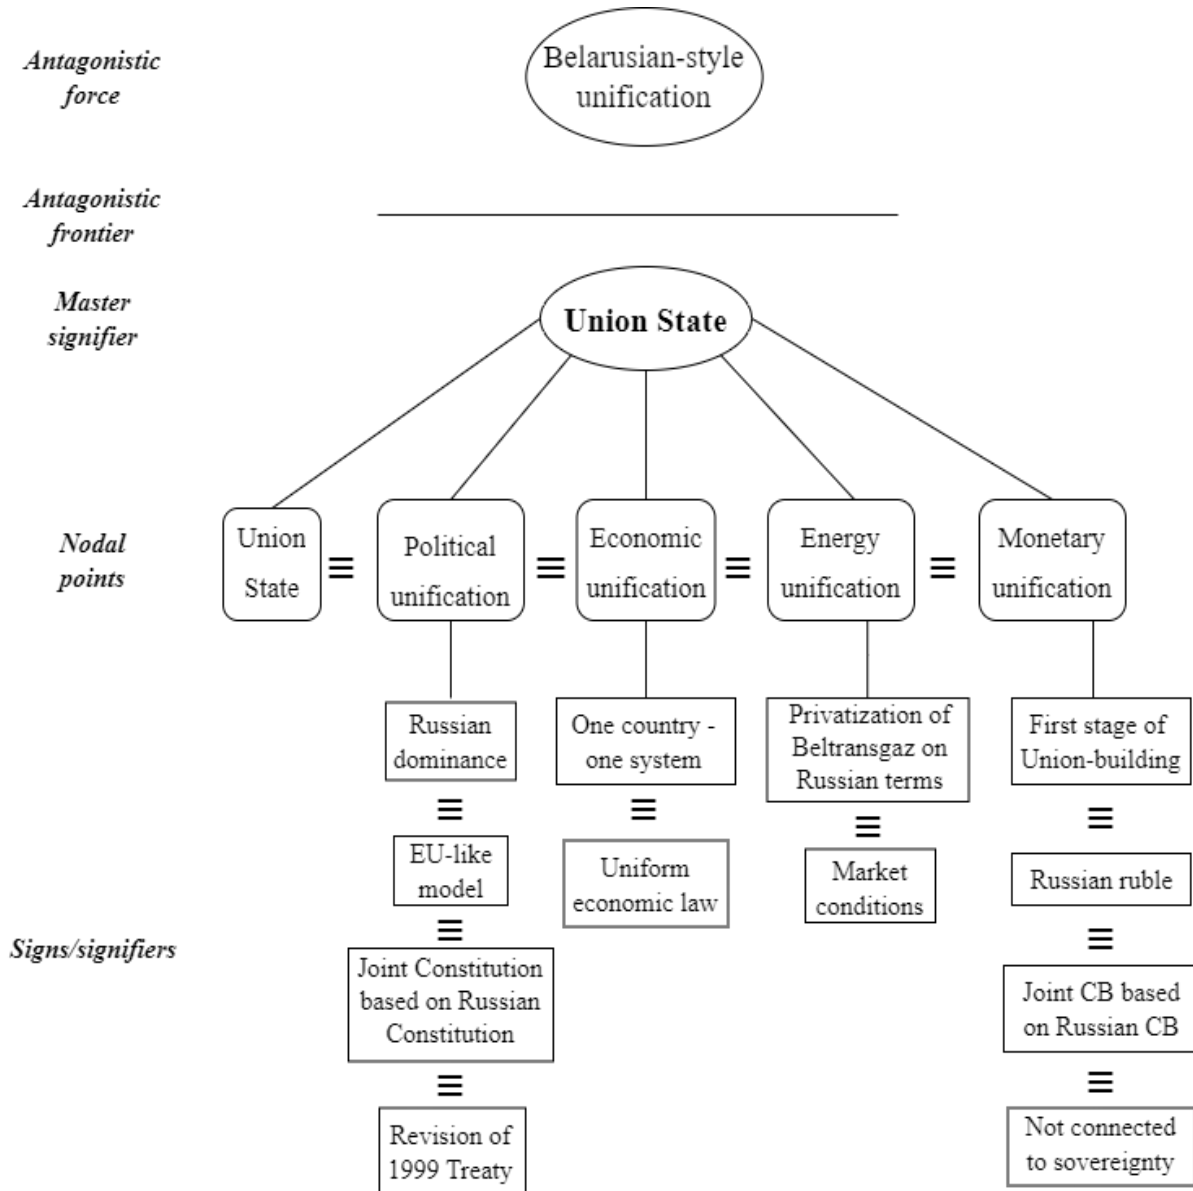 Antagonistic
force
Belarusian-style
unification
Antagonistic
frontier
Master
signifier
Union State
Nodal
points
Union
State
≡
Political
unification
≡
Economic
unification
≡
Energy
unification
≡
Monetary
unification
Signs/signifiers
Russian
dominance
≡
EU-like
model
≡
Joint Constitution
based on Russian
Constitution
≡
Revision of
1999 Treaty
One country -
one system
≡
Uniform
economic law
Privatization of
Beltransgaz on
Russian terms
≡
Market
conditions
First stage of
Union-building
≡
Russian ruble
≡
Joint CB based
on Russian CB
≡
Not connected
to sovereignty